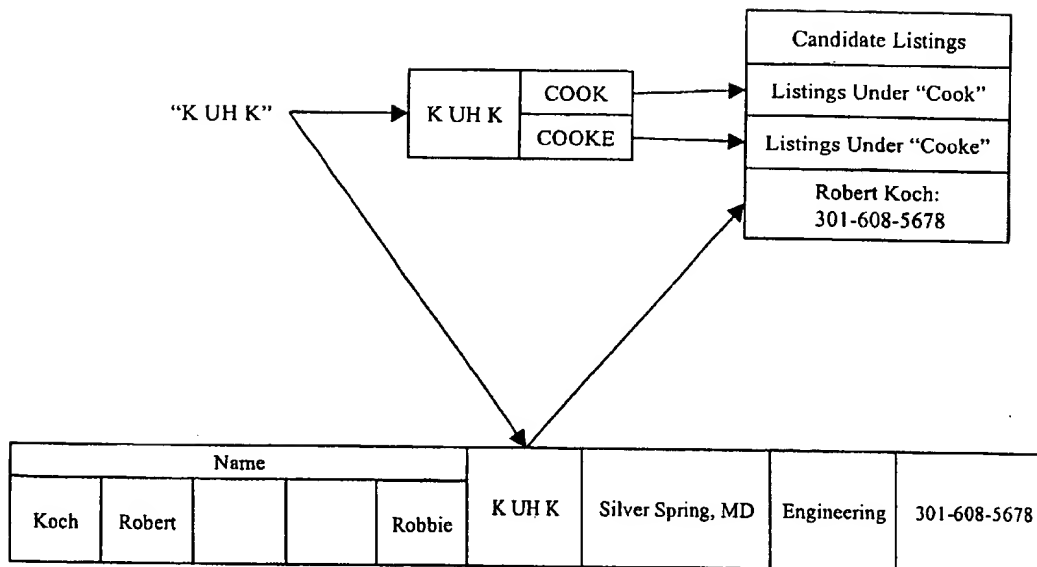 Candidate Listings
"K UH K"
K UH K
COOK
COOKE
Listings Under "Cook"
Listings Under "Cooke"
Robert Koch:
301-608-5678
Name
Koch
Robert
Robbie
K UH K
Silver Spring, MD
Engineering
301-608-5678